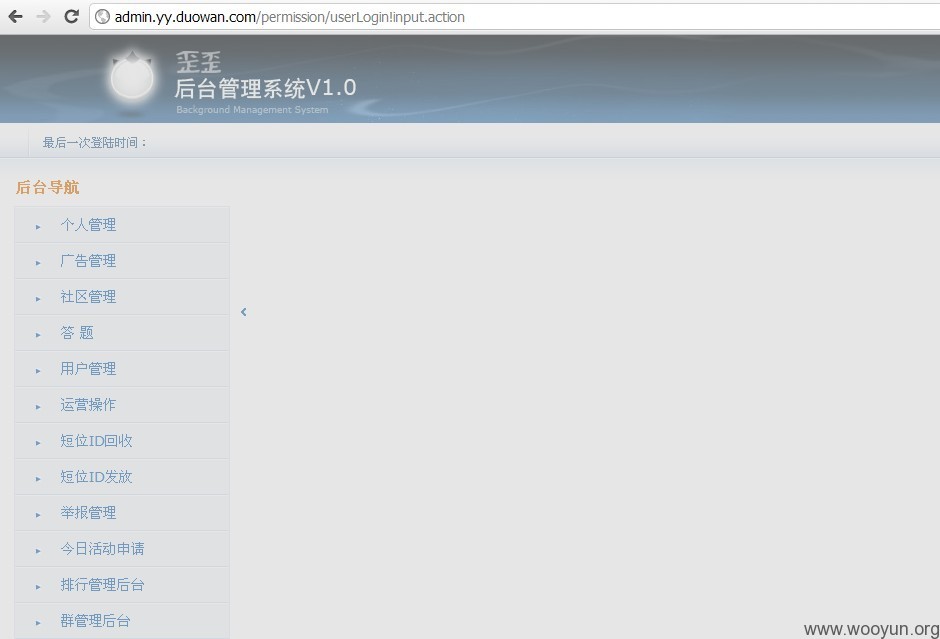 admin.yy.duowan.com/permission/userLogin!input.action
歪歪
后台管理系统V1.0
Background Management System
最后一次登陆时间：
后台导航
个人管理
广告管理
社区管理
答 题
用户管理
运营操作
短位ID回收
短位ID发放
举报管理
今日活动申请
排行管理后台
群管理后台
www.wooyun.org